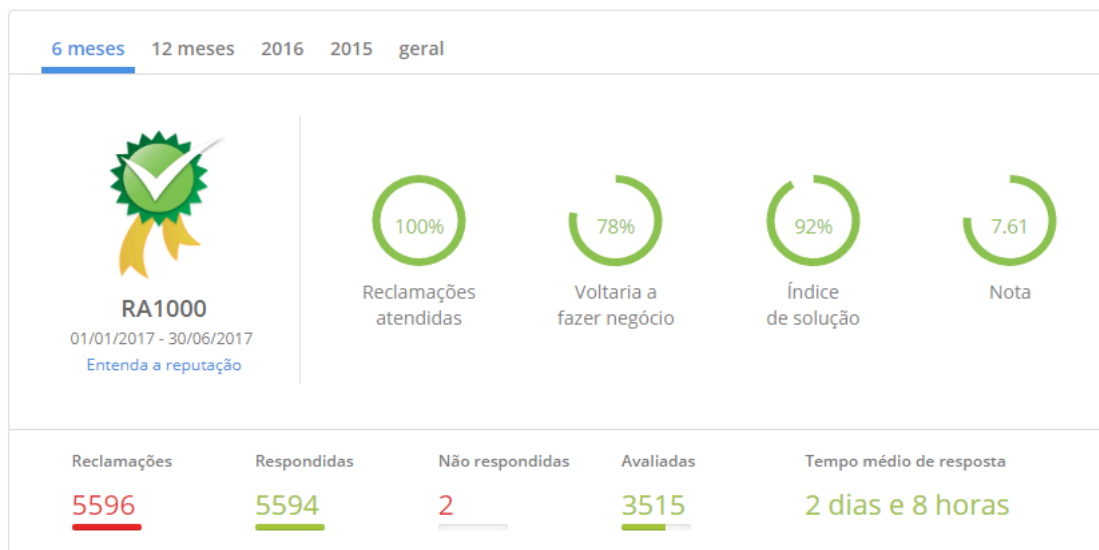 6 meses 12 meses 2016 2015 geral
100% 78% 92% 7.61
Reclamações atendidas
Voltaria a fazer negócio
Índice de solução
Nota
RA1000
01/01/2017 - 30/06/2017
Entenda a reputação
Reclamações Respondidas Não respondidas Avaliadas Tempo médio de resposta
5596 5594 2 3515 2 dias e 8 horas